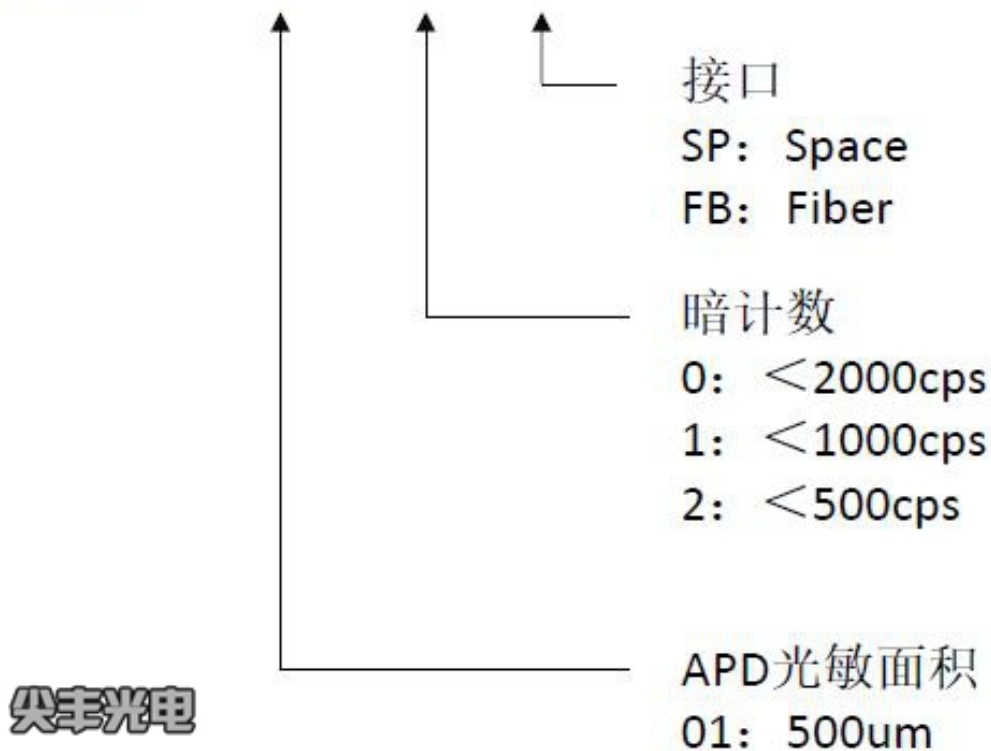 接口
SP： Space
FB： Fiber
暗计数
0： ＜2000cps
1： ＜1000cps
2： ＜500cps
APD光敏面积
01： 500um
尖丰光电